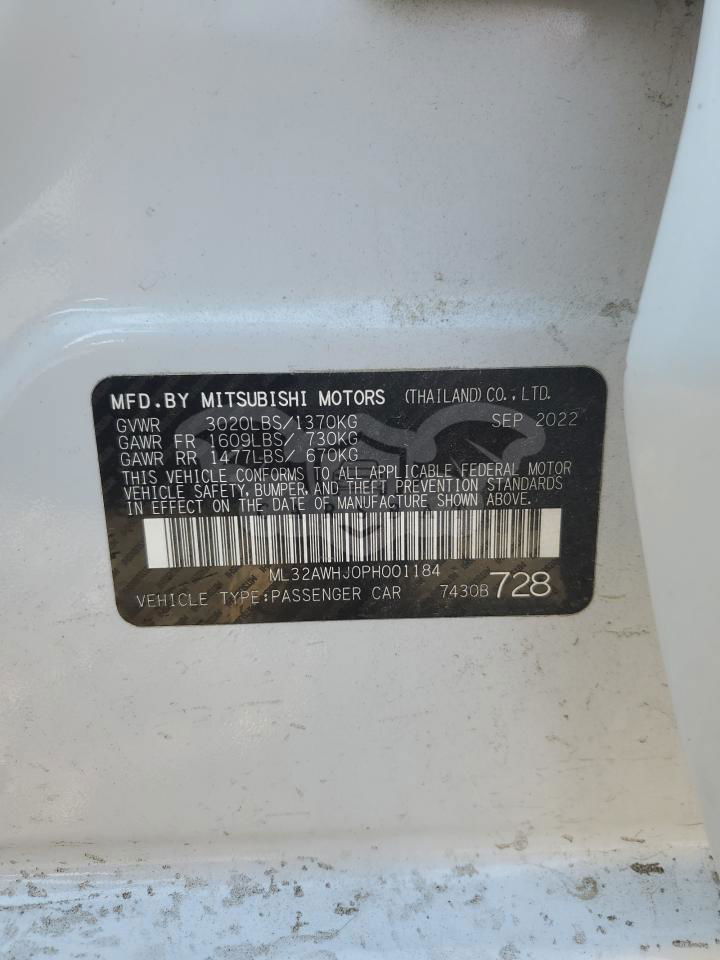 MFD.BY MITSUBISHI MOTORS (THAILAND) CO., LTD.
GVWR 3020LBS/1370KG SEP 2022
GAWR FR 1609LBS/ 730KG
GAWR RR 1477LBS/ 670KG
THIS VEHICLE CONFORMS TO ALL APPLICABLE FEDERAL MOTOR
VEHICLE SAFETY, BUMPER, AND THEFT PREVENTION STANDARDS
IN EFFECT ON THE DATE OF MANUFACTURE SHOWN ABOVE.
ML32AWHJ0PH001184
VEHICLE TYPE:PASSENGER CAR 7430B 728